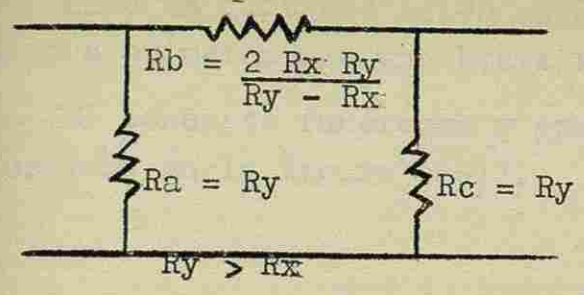 Rb = 2 Rx Ry
Ry - Rx
Ra = Ry
Rc = Ry
Ry > Rx